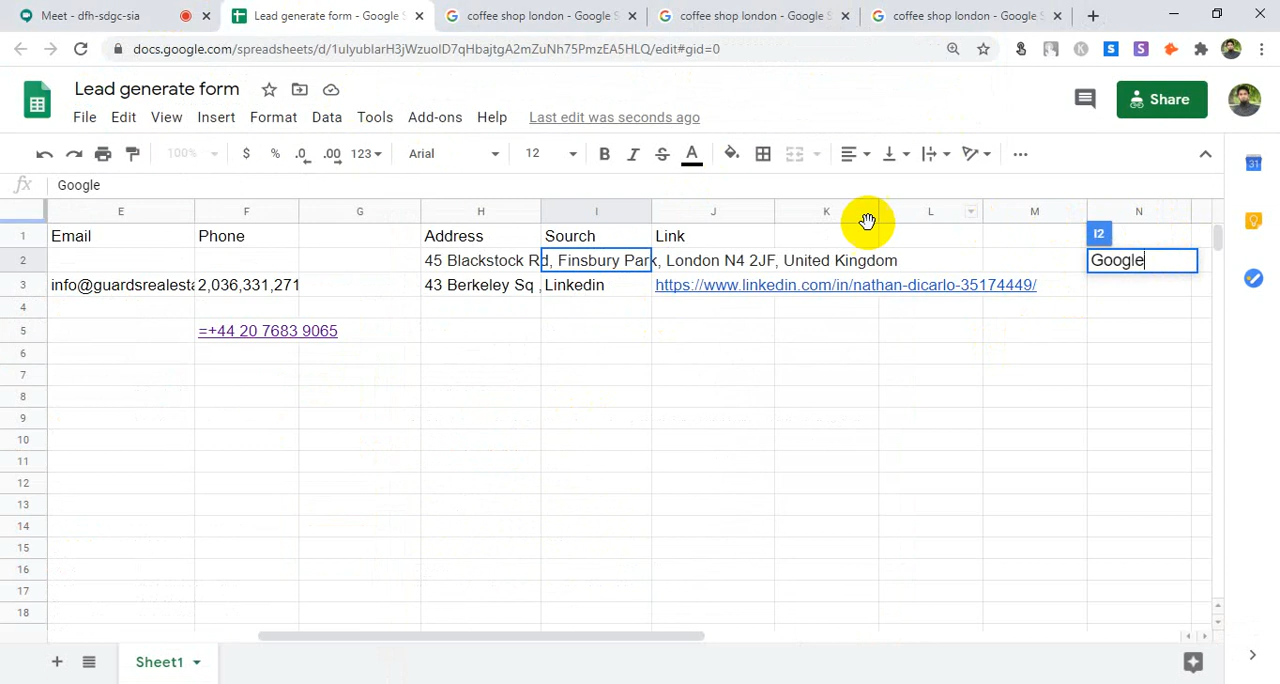 Meet - dfh-sdgc-sia
Lead generate form - Google S
coffee shop london - Google S
coffee shop london - Google S
coffee shop london - Google S
docs.google.com/spreadsheets/d/1ulyublarH3jWzuoID7qHbajtgA2mZuNh75PmzEA5HLQ/edit#gid=0
Lead generate form
Share
File Edit View Insert Format Data Tools Add-ons Help Last edit was seconds ago
100% $ % .0 .00 123 Arial 12 B I S A
31
fx Google
E F G H I J K L M N
1 Email Phone Address Sourch Link I2
2 45 Blackstock Rd, Finsbury Park, London N4 2JF, United Kingdom Google
3 info@guardsrealesta 2,036,331,271 43 Berkeley Sq , Linkedin https://www.linkedin.com/in/nathan-dicarlo-35174449/
4
5 =+44 20 7683 9065
6
7
8
9
10
11
12
13
14
15
16
17
18
Sheet1